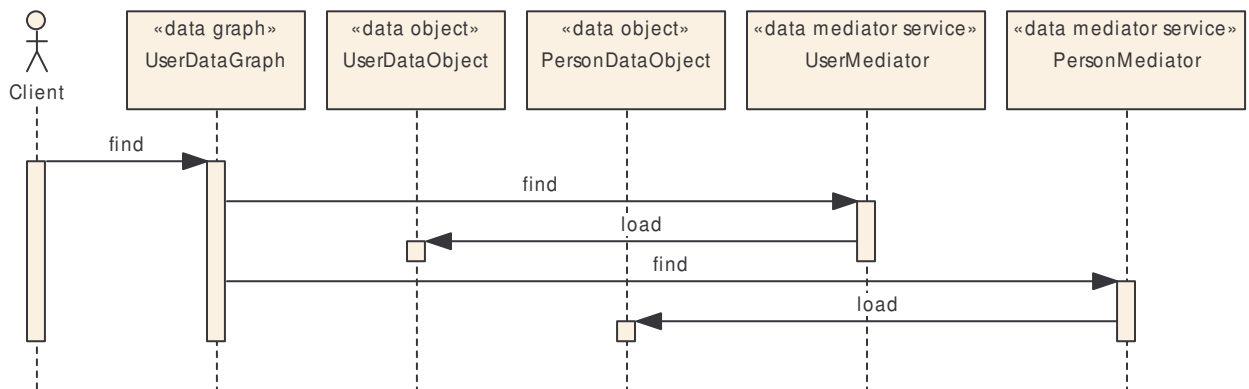 «data graph»
UserDataGraph
«data object»
UserDataObject
«data object»
PersonDataObject
«data mediator service»
UserMediator
«data mediator service»
PersonMediator
Client
find
find
load
find
load